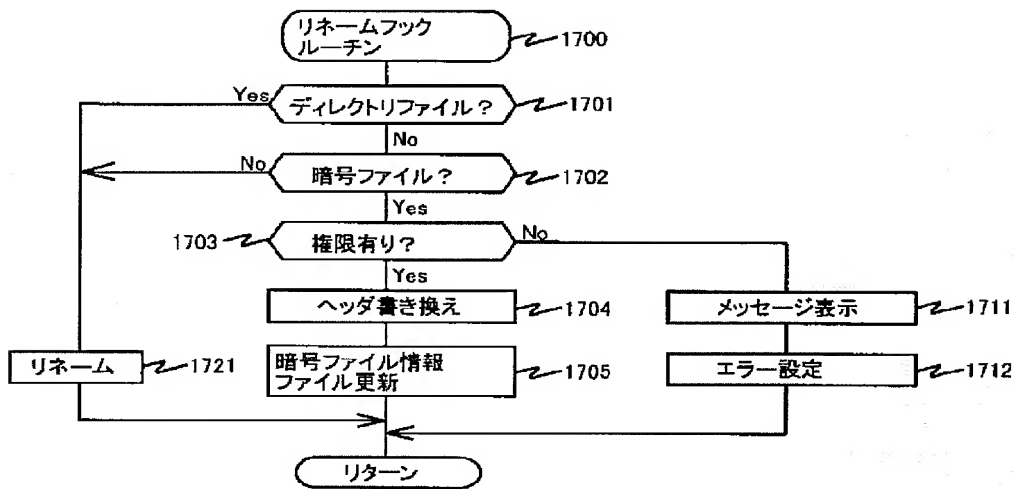 リネームフック
ルーチン
1700
Yes
ディレクトリファイル?
1701
No
No
暗号ファイル?
1702
Yes
1703
権限有り?
No
Yes
ヘッダ書き換え
1704
メッセージ表示
1711
リネーム
1721
暗号ファイル情報
ファイル更新
1705
エラー設定
1712
リターン